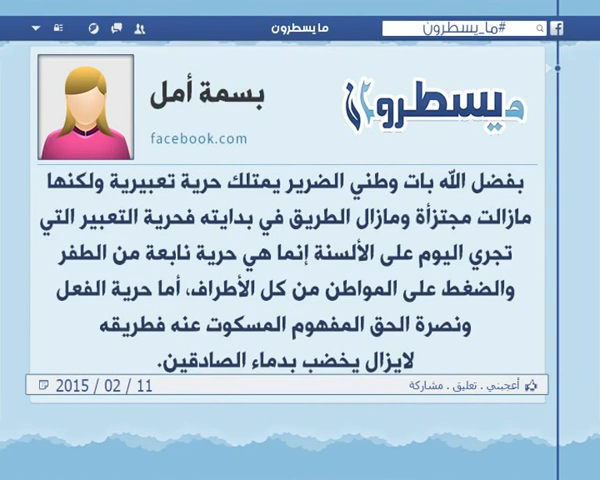 ما يسطرون
#ما_يسطرون
بسمة أمل
ما يسطرون
facebook.com
بفضل الله بات وطني الضرير يمتلك حرية تعبيرية ولكنها
مازالت مجتزأة ومازال الطريق في بدايته فحرية التعبير التي
تجري اليوم على الألسنة إنما هي حرية نابعة من الطفر
والضغط على المواطن من كل الأطراف، أما حرية الفعل
ونصرة الحق المفهوم المسكوت عنه فطريقه
لايزال يخضب بدماء الصادقين.
أعجبني . تعليق . مشاركة
2015 / 02 / 11